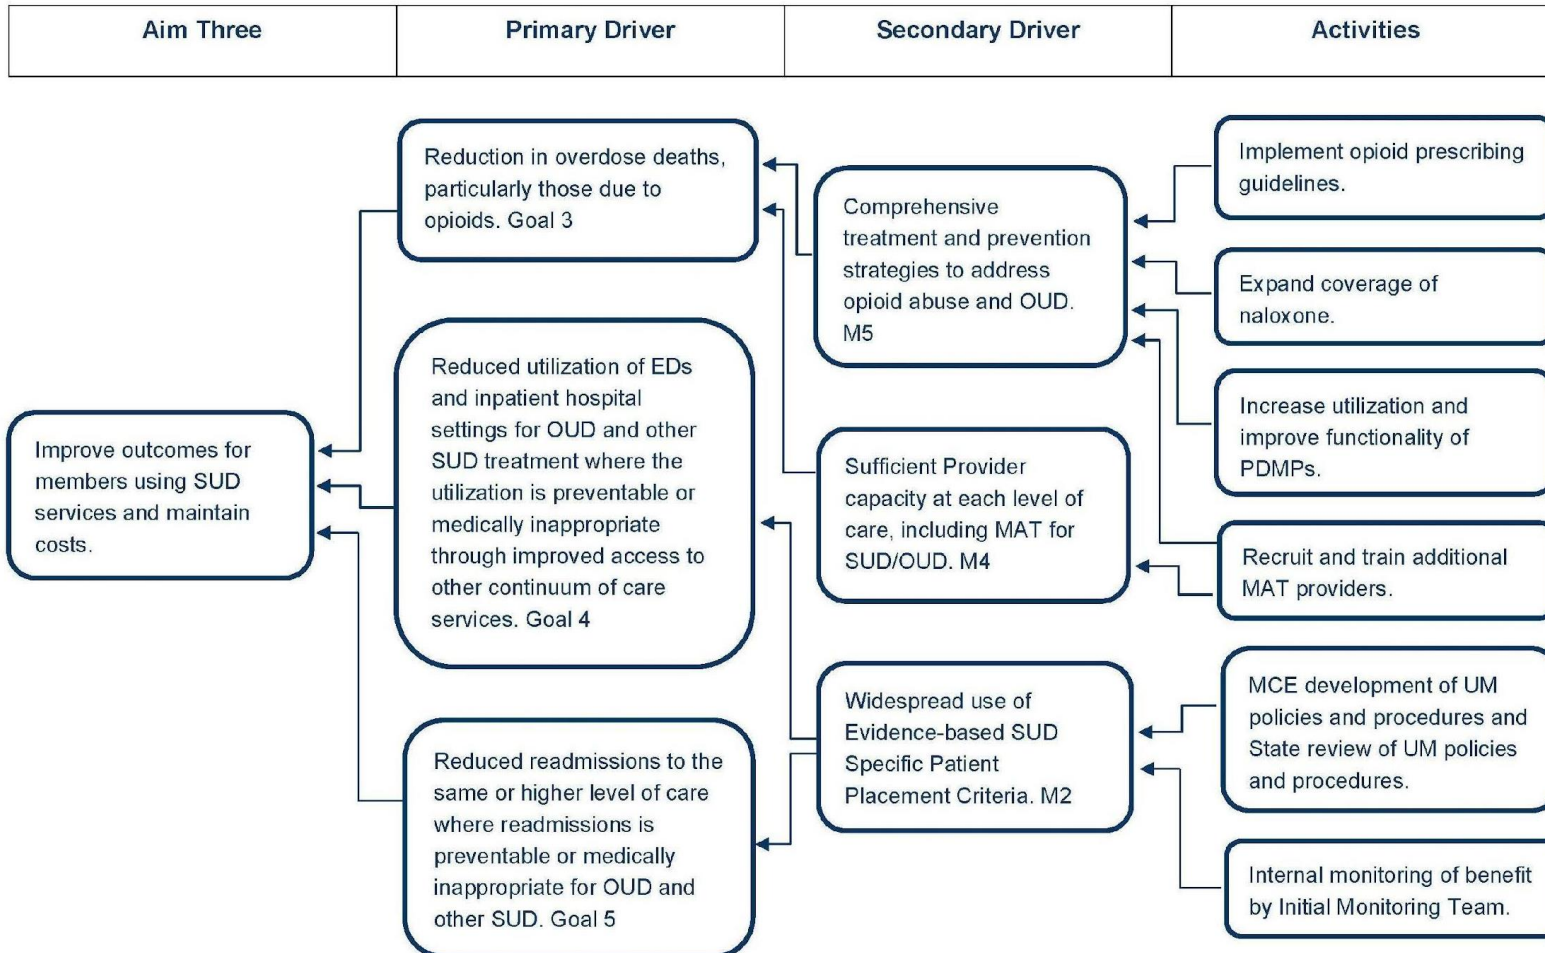 Aim Three
Primary Driver
Secondary Driver
Activities
Improve outcomes for
members using SUD
services and maintain
costs.
Reduction in overdose deaths,
particularly those due to
opioids. Goal 3
Reduced utilization of EDs
and inpatient hospital
settings for OUD and other
SUD treatment where the
utilization is preventable or
medically inappropriate
through improved access to
other continuum of care
services. Goal 4
Reduced readmissions to the
same or higher level of care
where readmissions is
preventable or medically
inappropriate for OUD and
other SUD. Goal 5
Comprehensive
treatment and prevention
strategies to address
opioid abuse and OUD.
M5
Sufficient Provider
capacity at each level of
care, including MAT for
SUD/OUD. M4
Widespread use of
Evidence-based SUD
Specific Patient
Placement Criteria. M2
Implement opioid prescribing
guidelines.
Expand coverage of
naloxone.
Increase utilization and
improve functionality of
PDMPs.
Recruit and train additional
MAT providers.
MCE development of UM
policies and procedures and
State review of UM policies
and procedures.
Internal monitoring of benefit
by Initial Monitoring Team.